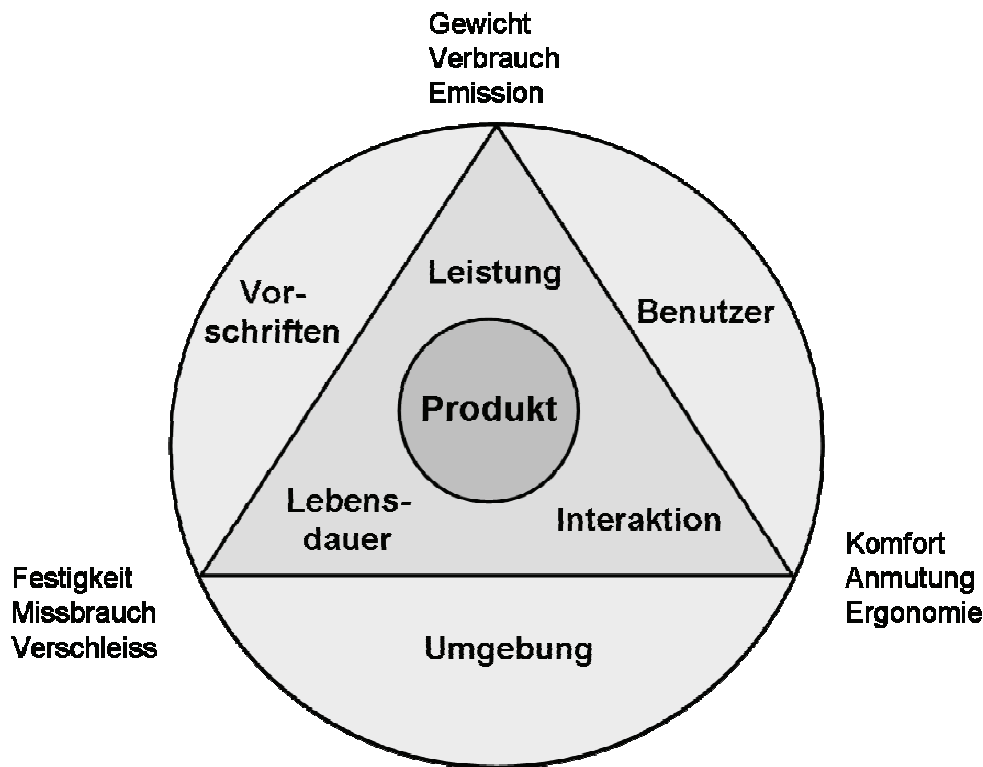 Gewicht
Verbrauch
Emission
Leistung
Vor-
schriften
Benutzer
Produkt
Lebens-
dauer
Interaktion
Festigkeit
Missbrauch
Verschleiss
Komfort
Anmutung
Ergonomie
Umgebung